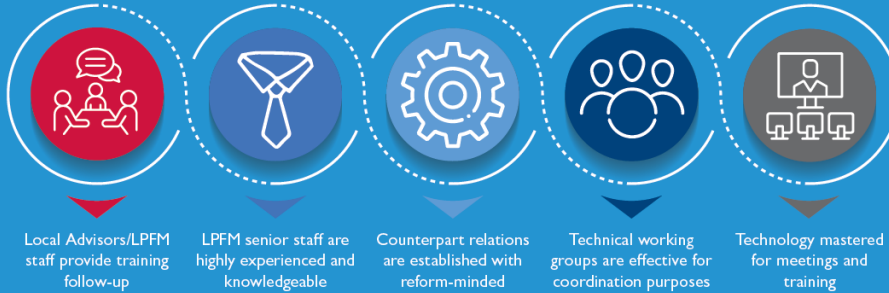 Local Advisors/LPFM
staff provide training
follow-up
LPFM senior staff are
highly experienced and
knowledgeable
Counterpart relations
are established with
reform-minded
Technical working
groups are effective for
coordination purposes
Technology mastered
for meetings and
training